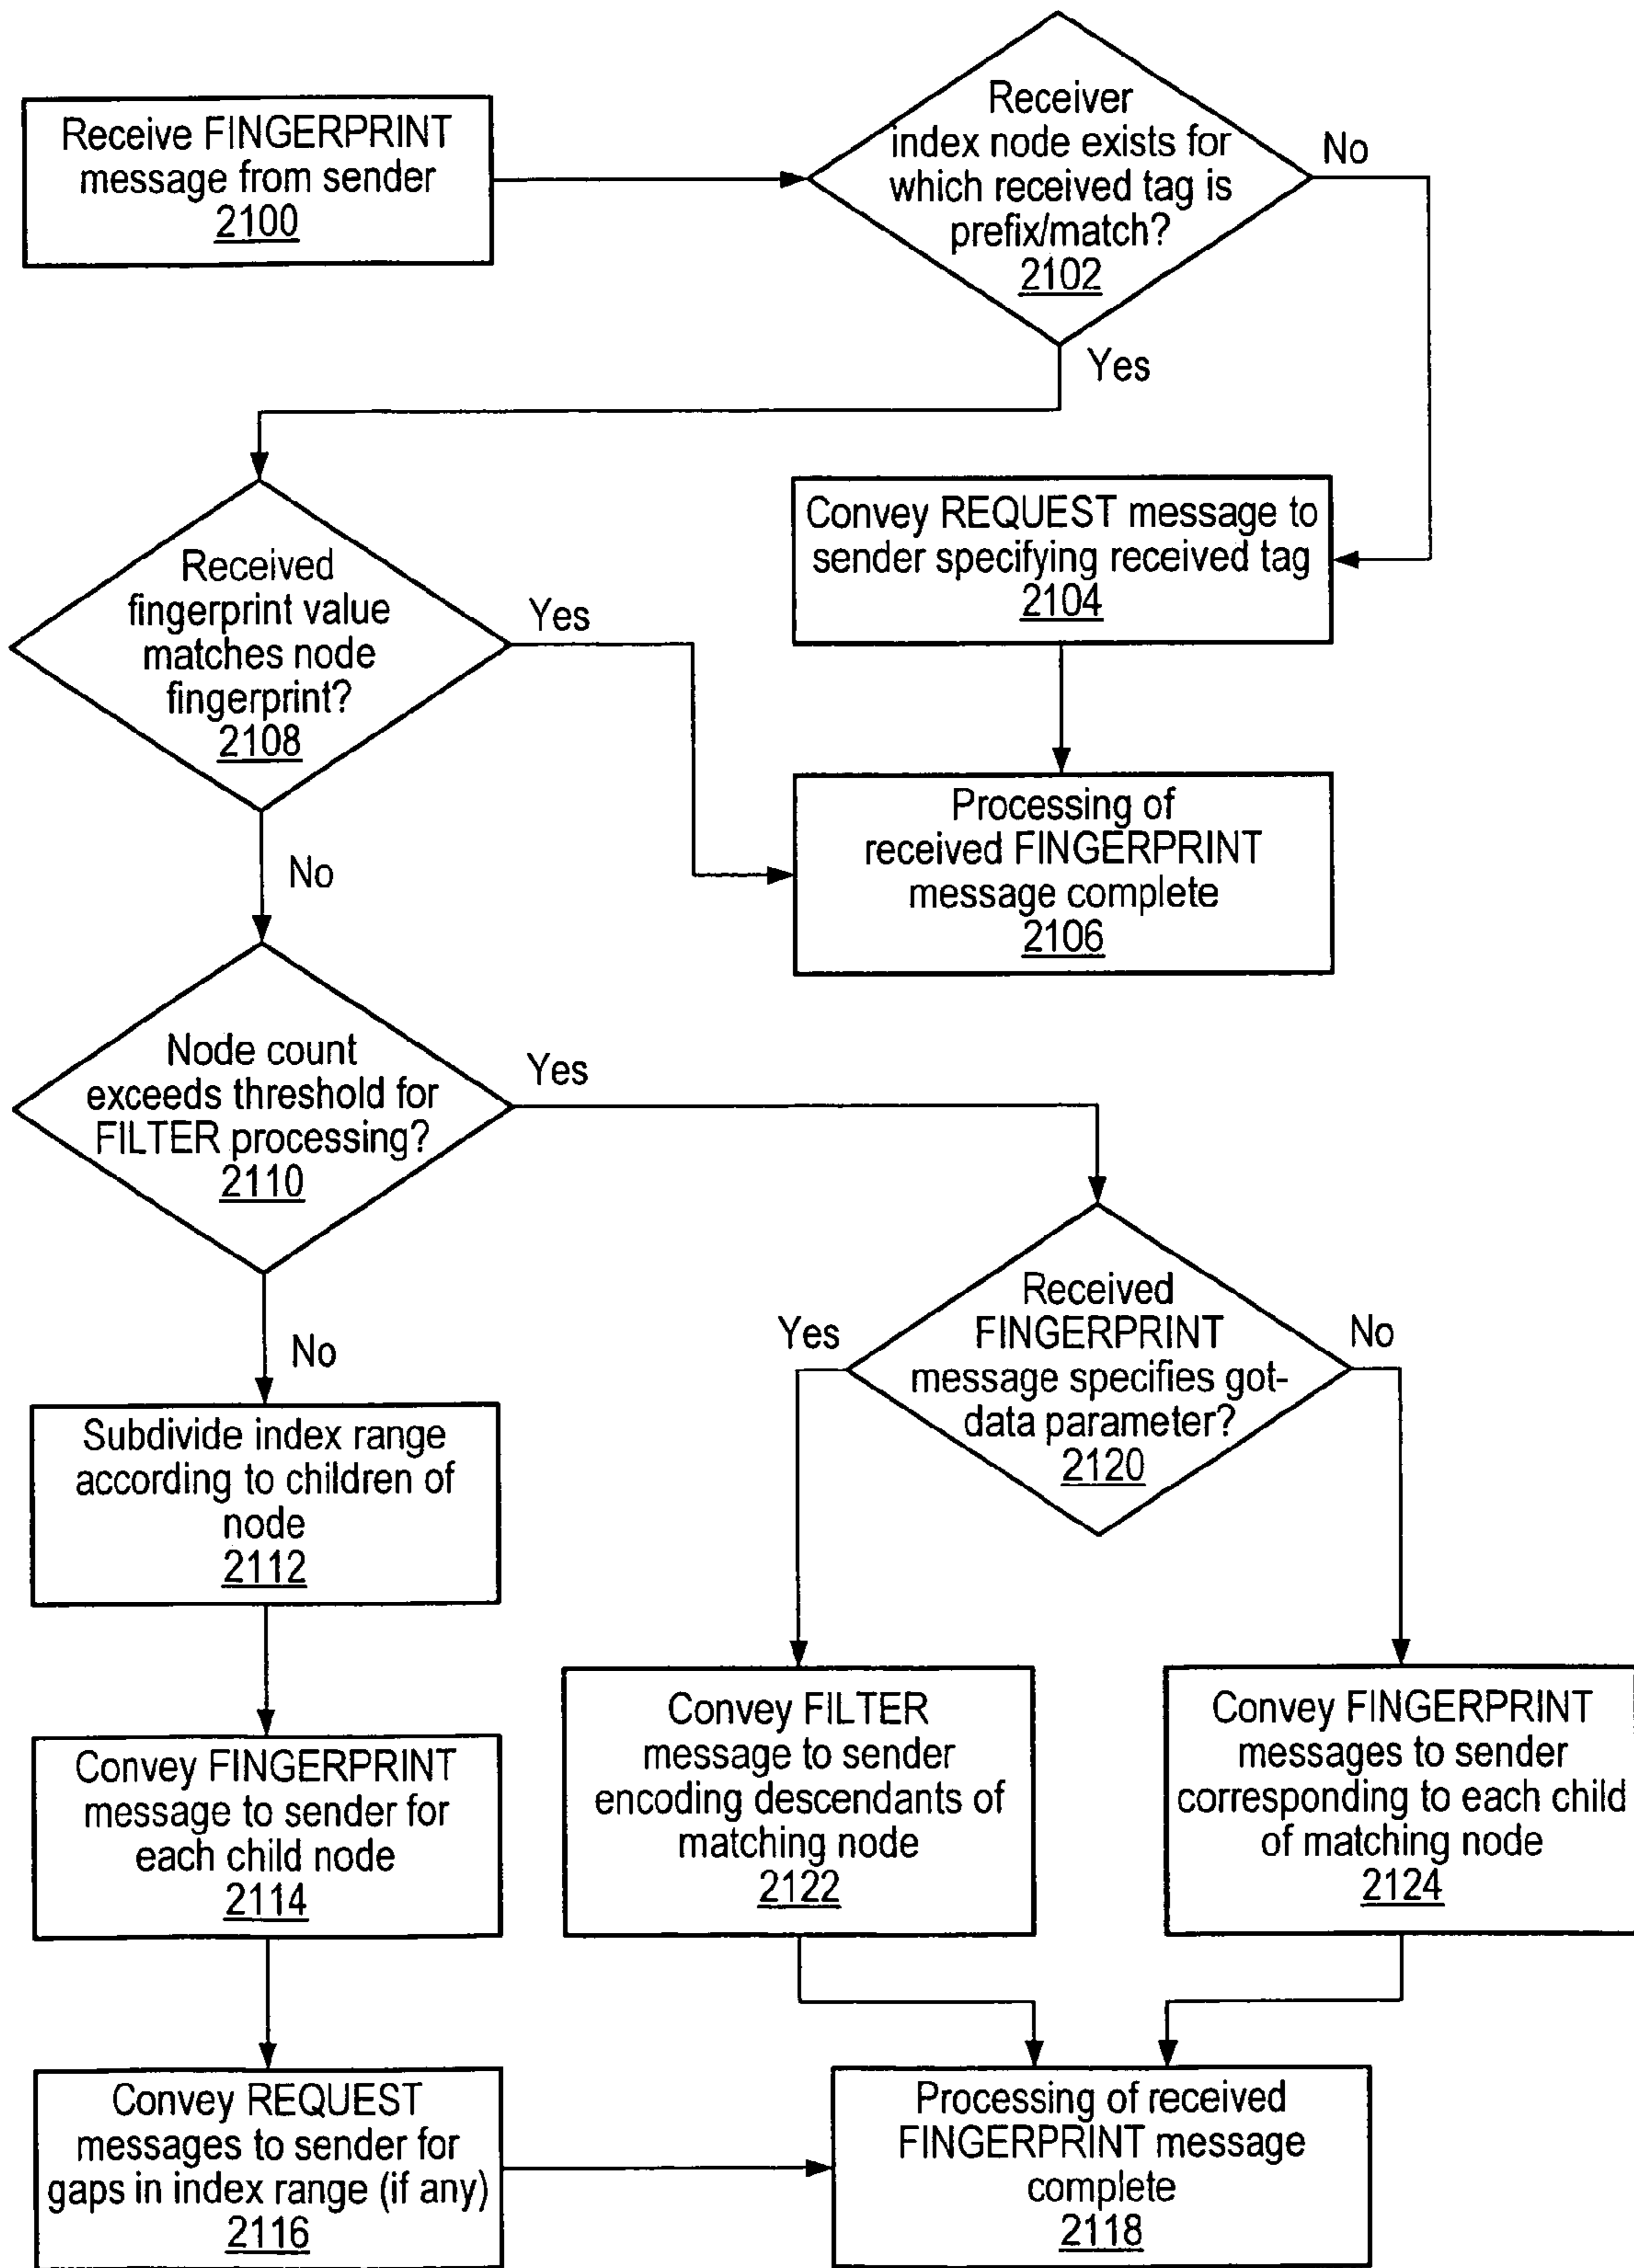 Receive FINGERPRINT
message from sender
2100
Receiver
index node exists for
which received tag is
prefix/match?
2102
No
Yes
Convey REQUEST message to
sender specifying received tag
2104
Received
fingerprint value
matches node
fingerprint?
2108
Yes
No
Processing of
received FINGERPRINT
message complete
2106
Node count
exceeds threshold for
FILTER processing?
2110
Yes
No
Received
FINGERPRINT
message specifies got-
data parameter?
2120
Yes
No
Subdivide index range
according to children of
node
2112
Convey FINGERPRINT
message to sender for
each child node
2114
Convey FILTER
message to sender
encoding descendants of
matching node
2122
Convey FINGERPRINT
messages to sender
corresponding to each child
of matching node
2124
Convey REQUEST
messages to sender for
gaps in index range (if any)
2116
Processing of received
FINGERPRINT message
complete
2118